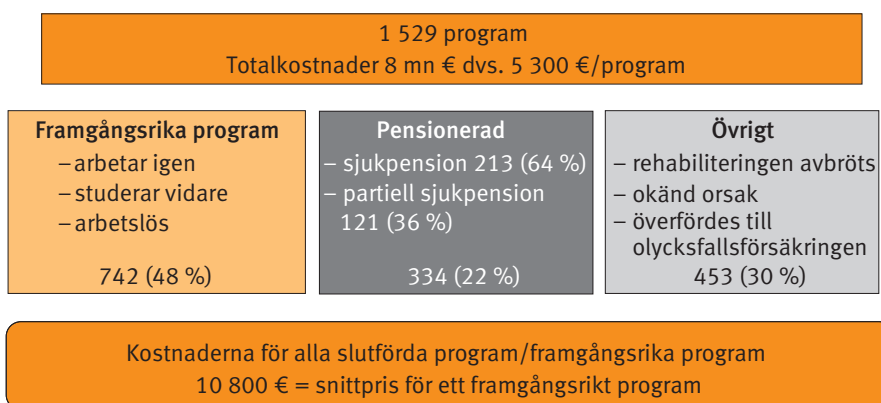 1 529 program
Totalkostnader 8 mn € dvs. 5 300 €/program
Framgångsrika program
– arbetar igen
– studerar vidare
– arbetslös
742 (48 %)
Pensionerad
– sjukpension 213 (64 %)
– partiell sjukpension
121 (36 %)
334 (22 %)
Övrigt
– rehabiliteringen avbröts
– okänd orsak
– överfördes till
olycksfallsförsäkringen
453 (30 %)
Kostnaderna för alla slutförda program/framgångsrika program
10 800 € = snittpris för ett framgångsrikt program